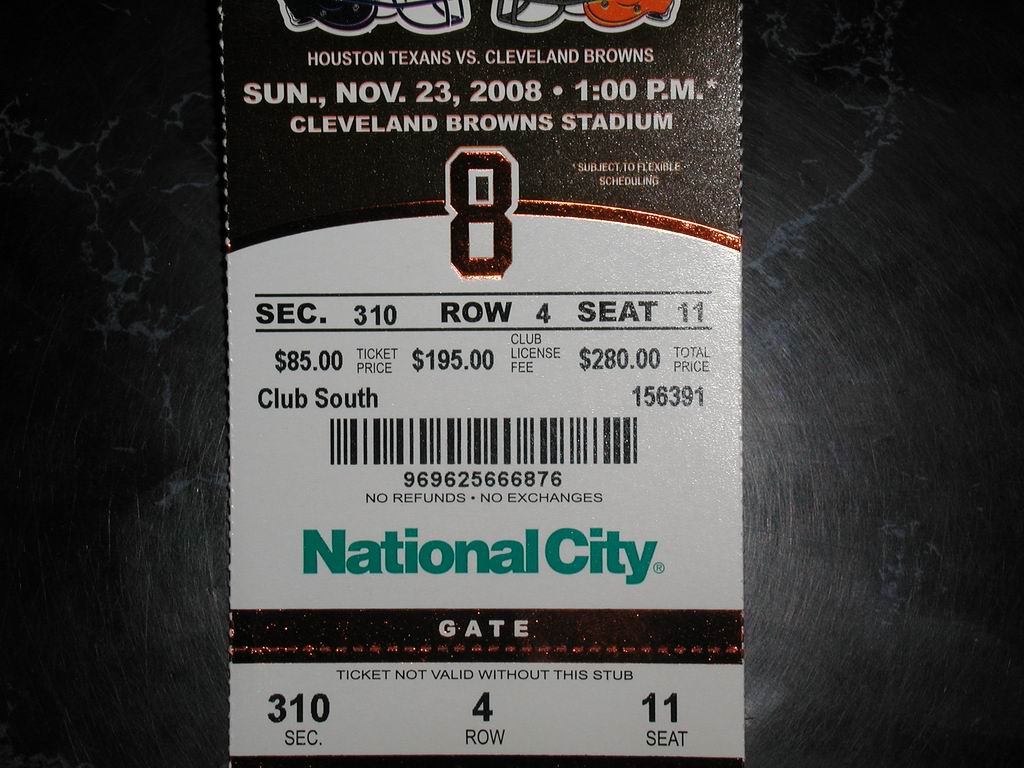 HOUSTON TEXANS VS. CLEVELAND BROWNS
SUN., NOV. 23, 2008 • 1:00 P.M.*
CLEVELAND BROWNS STADIUM
*SUBJECT TO FLEXIBLE
SCHEDULING
8
SEC. 310 ROW 4 SEAT 11
$85.00 TICKET PRICE $195.00 CLUB LICENSE FEE $280.00 TOTAL PRICE
Club South 156391
969625666876
NO REFUNDS • NO EXCHANGES
National City®
GATE
TICKET NOT VALID WITHOUT THIS STUB
310 4 11
SEC. ROW SEAT